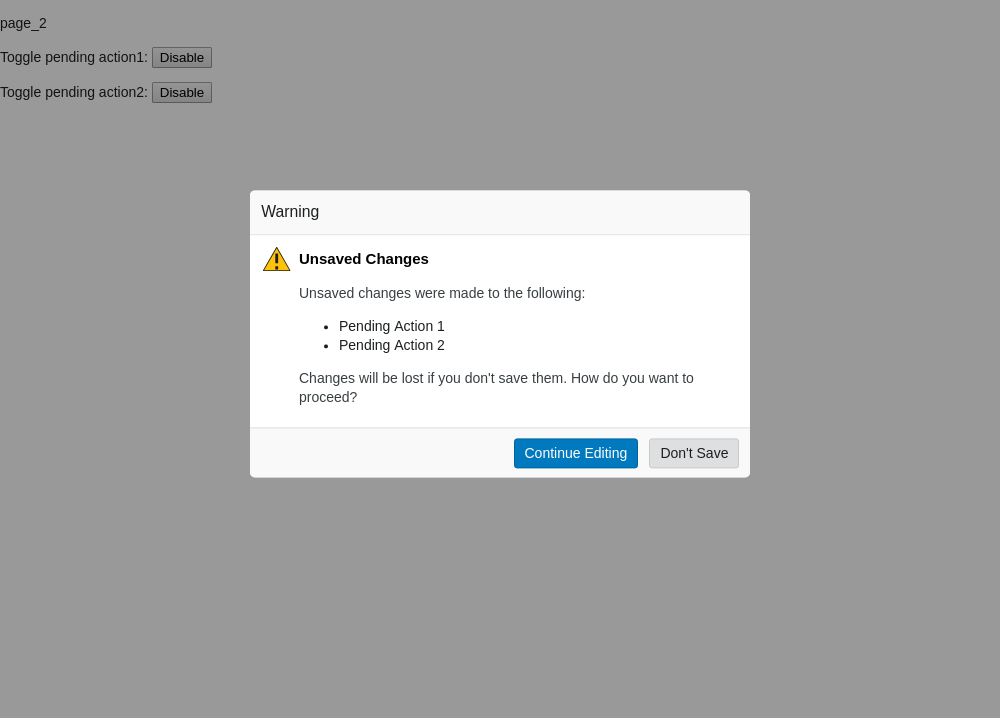 page_2
Toggle pending action1: Disable
Toggle pending action2: Disable
Warning
Unsaved Changes
Unsaved changes were made to the following:
• Pending Action 1
• Pending Action 2
Changes will be lost if you don't save them. How do you want to
proceed?
Continue Editing Don't Save